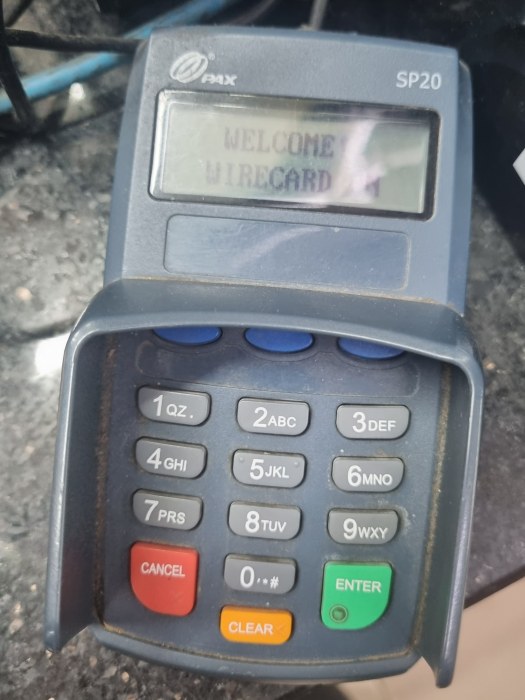 PAX
SP20
WELCOME!
WIRECARD
1QZ.
2ABC
3DEF
4GHI
5JKL
6MNO
7PRS
8TUV
9WXY
CANCEL
0,*#
ENTER
CLEAR